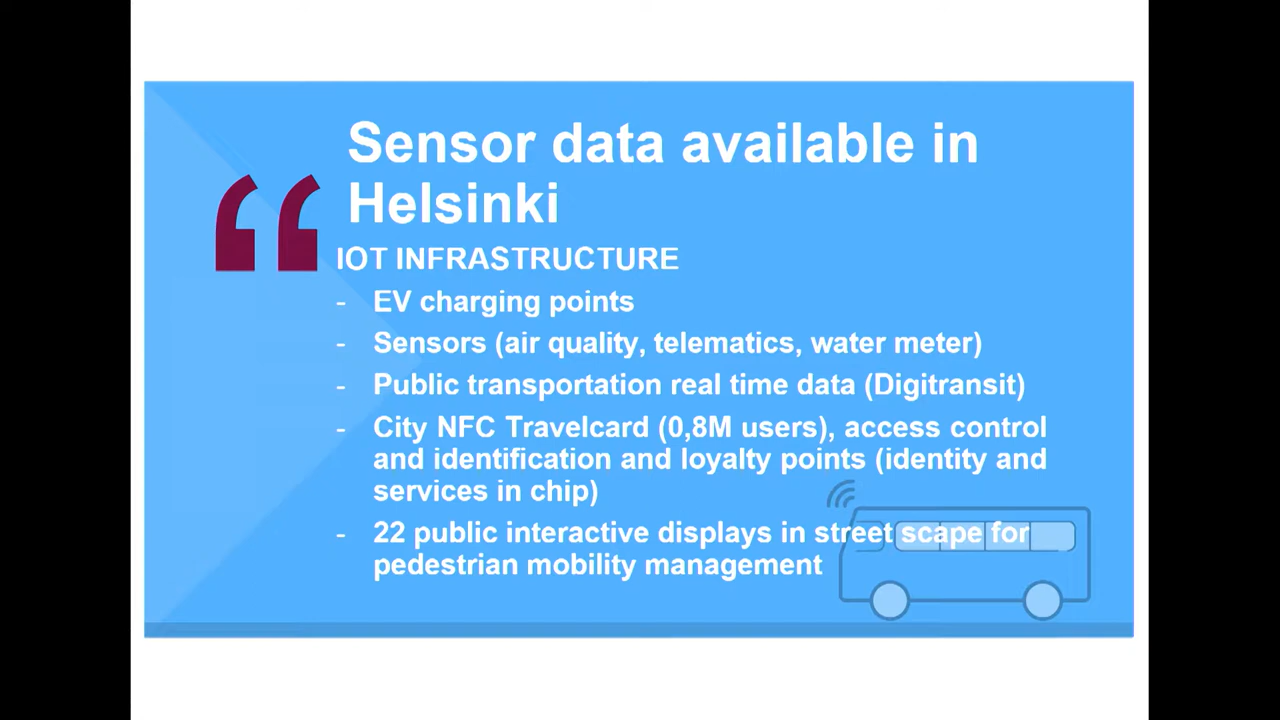 Sensor data available in
Helsinki
IOT INFRASTRUCTURE
- EV charging points
- Sensors (air quality, telematics, water meter)
- Public transportation real time data (Digitransit)
- City NFC Travelcard (0,8M users), access control
and identification and loyalty points (identity and
services in chip)
- 22 public interactive displays in street scape for
pedestrian mobility management